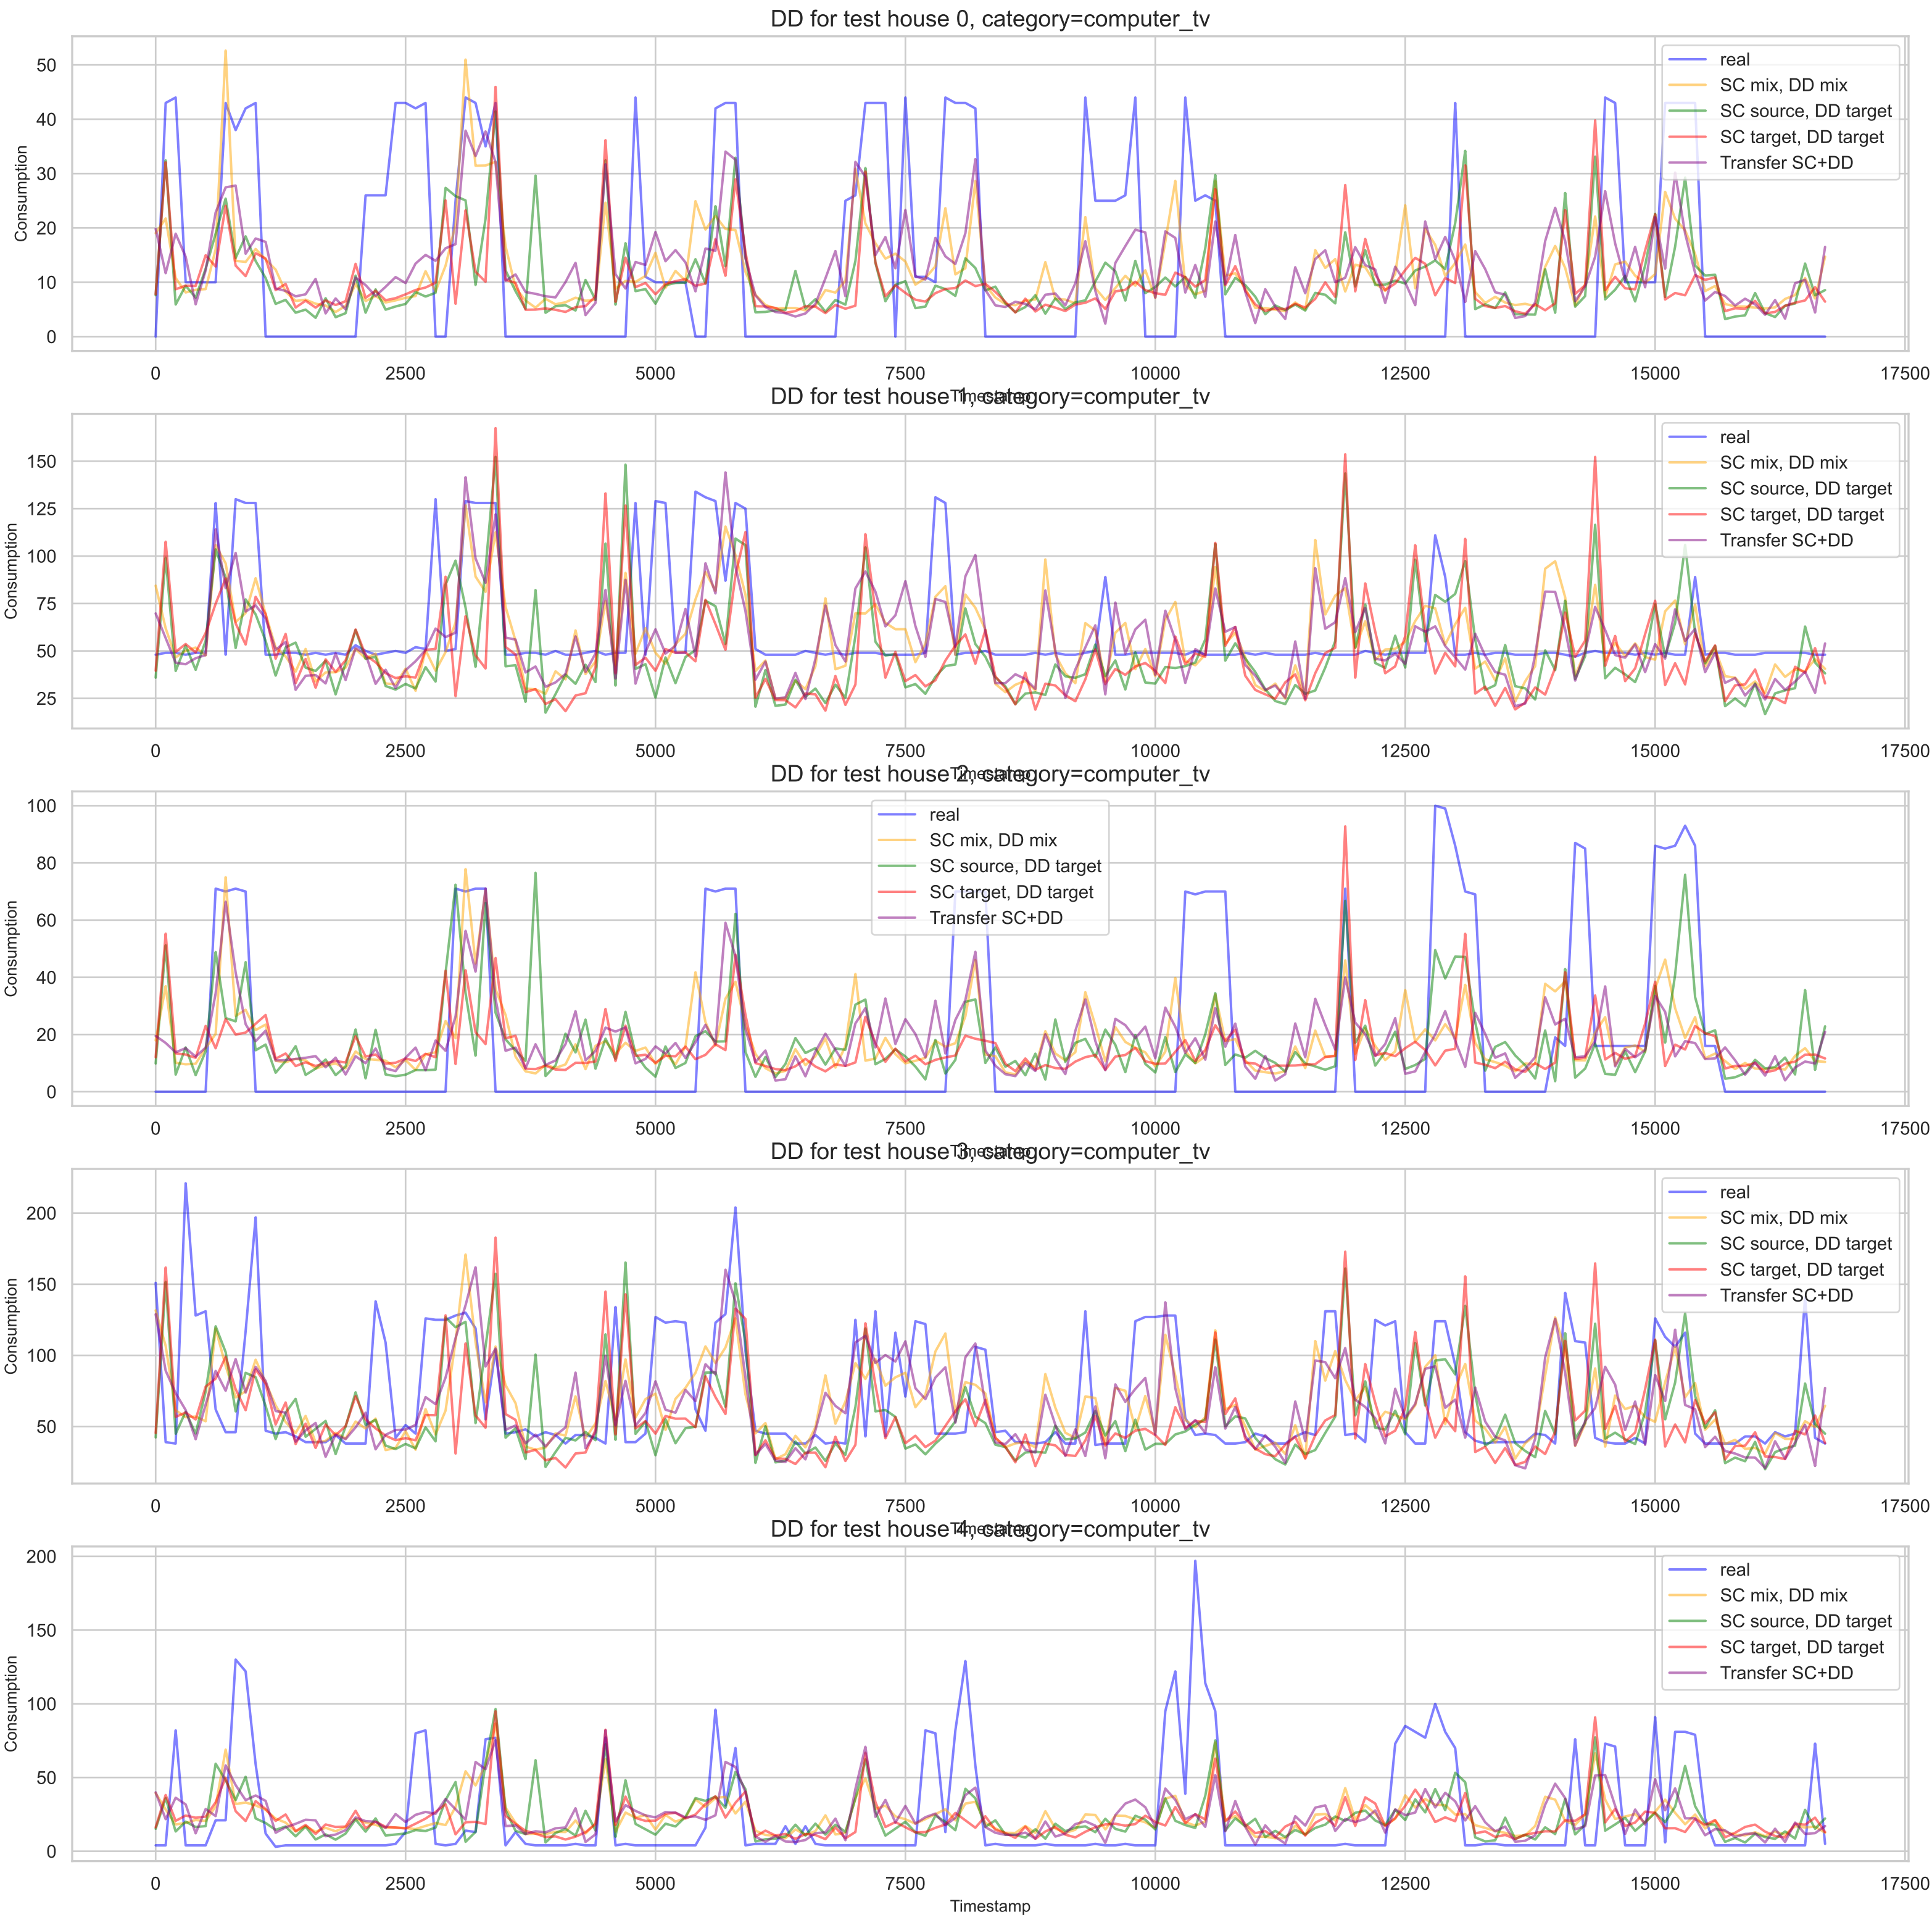 DD for test house 0, category=computer_tv
50
40
30
20
10
0
Consumption
real
SC mix, DD mix
SC source, DD target
SC target, DD target
Transfer SC+DD
0 2500 5000 7500 10000 12500 15000 17500
Timestamp
DD for test house 1, category=computer_tv
150
125
100
75
50
25
Consumption
real
SC mix, DD mix
SC source, DD target
SC target, DD target
Transfer SC+DD
0 2500 5000 7500 10000 12500 15000 17500
Timestamp
DD for test house 2, category=computer_tv
100
80
60
40
20
0
Consumption
real
SC mix, DD mix
SC source, DD target
SC target, DD target
Transfer SC+DD
0 2500 5000 7500 10000 12500 15000 17500
Timestamp
DD for test house 3, category=computer_tv
200
150
100
50
Consumption
real
SC mix, DD mix
SC source, DD target
SC target, DD target
Transfer SC+DD
0 2500 5000 7500 10000 12500 15000 17500
Timestamp
DD for test house 4, category=computer_tv
200
150
100
50
0
Consumption
real
SC mix, DD mix
SC source, DD target
SC target, DD target
Transfer SC+DD
0 2500 5000 7500 10000 12500 15000 17500
Timestamp